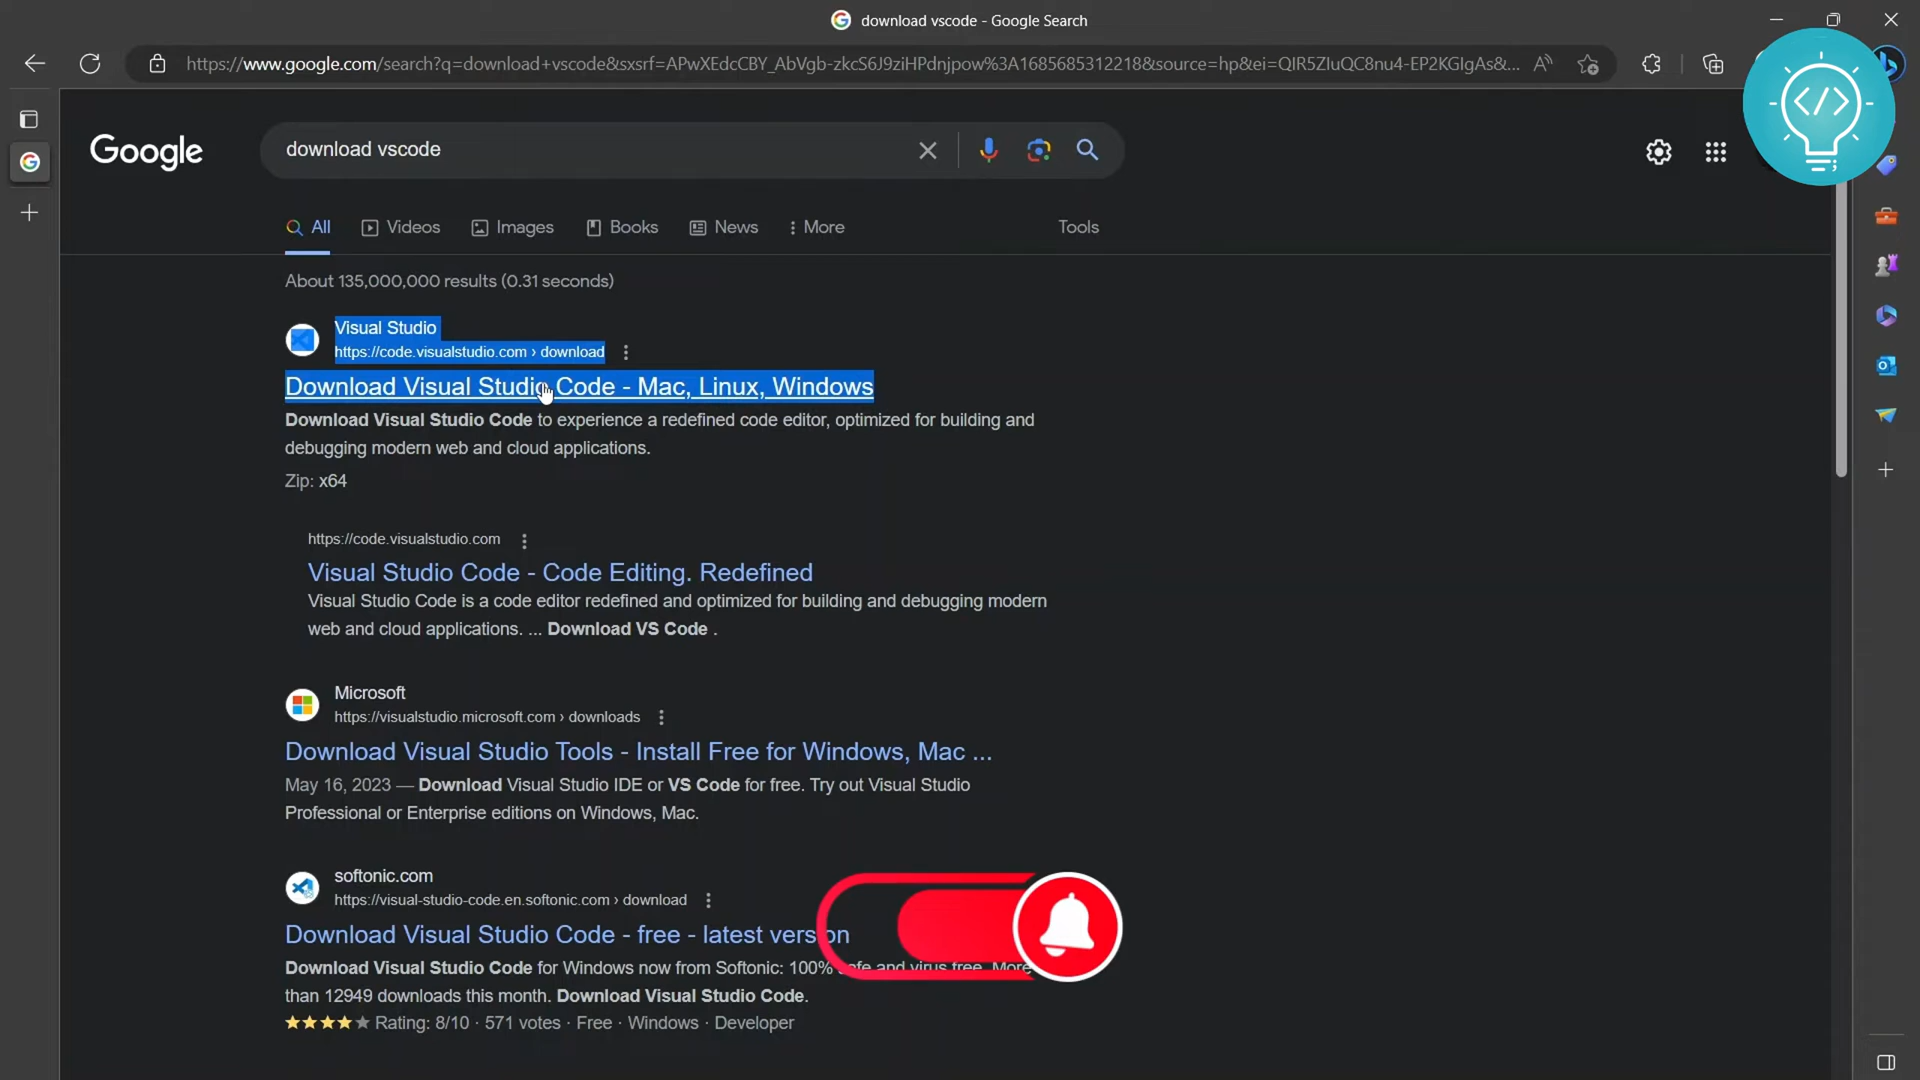 download vscode - Google Search
https://www.google.com/search?q=download+vscode&sxsrf=APwXEdcCBY_AbVgb-zkcS6J9ziHPdnjpow%3A1685685312218&source=hp&ei=QIR5ZIuQC8nu4-EP2KGIgAs&...
Google
download vscode
All
Videos
Images
Books
News
More
Tools
About 135,000,000 results (0.31 seconds)
Visual Studio
https://code.visualstudio.com › download
Download Visual Studio Code - Mac, Linux, Windows
Download Visual Studio Code to experience a redefined code editor, optimized for building and
debugging modern web and cloud applications.
Zip: x64
https://code.visualstudio.com
Visual Studio Code - Code Editing. Redefined
Visual Studio Code is a code editor redefined and optimized for building and debugging modern
web and cloud applications. ... Download VS Code .
Microsoft
https://visualstudio.microsoft.com › downloads
Download Visual Studio Tools - Install Free for Windows, Mac ...
May 16, 2023 — Download Visual Studio IDE or VS Code for free. Try out Visual Studio
Professional or Enterprise editions on Windows, Mac.
softonic.com
https://visual-studio-code.en.softonic.com › download
Download Visual Studio Code - free - latest version
Download Visual Studio Code for Windows now from Softonic: 100% safe and virus free. More
than 12949 downloads this month. Download Visual Studio Code.
Rating: 8/10 · 571 votes · Free · Windows · Developer